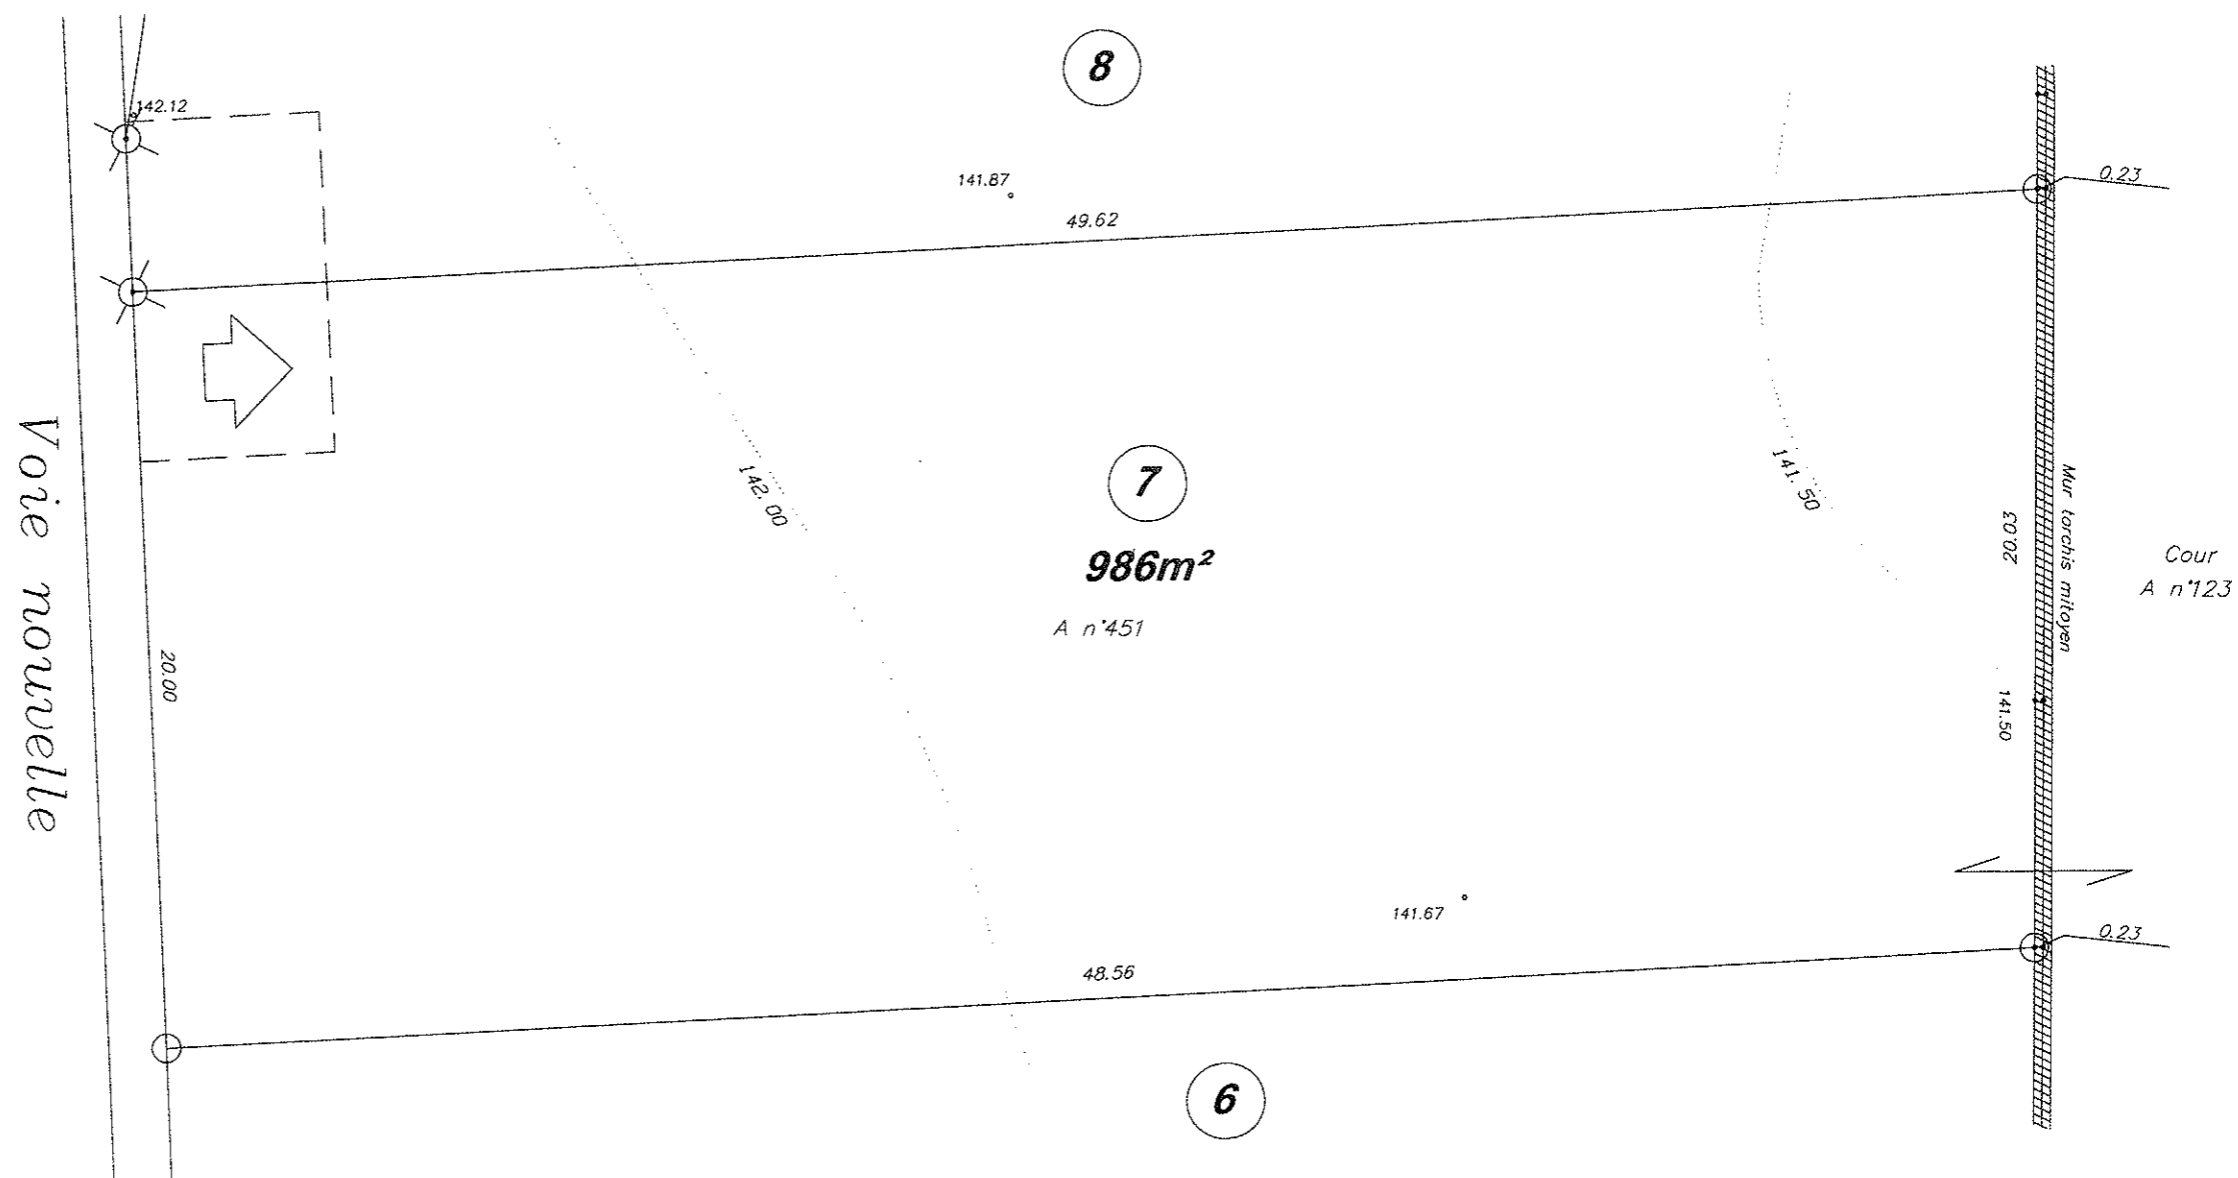 8
142.12
141.87
49.62
0.23
7
986m²
A n°451
142.00
141.50
20.03
Mur torchis mitoyen
Cour
A n°123
Voie nouvelle
20.00
141.50
141.67
48.56
0.23
6